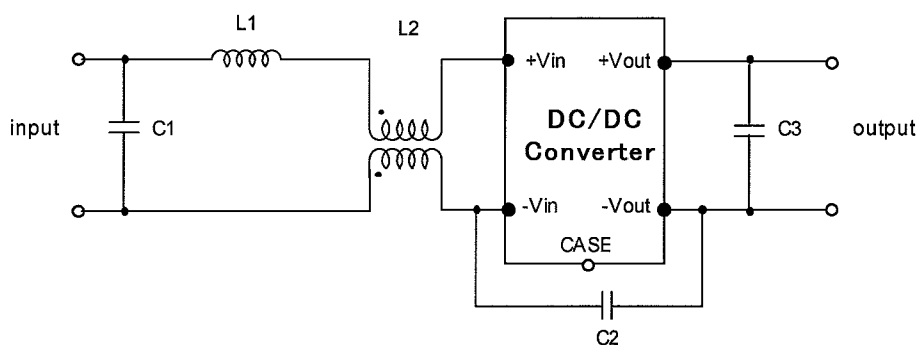 L1
L2
+Vin
+Vout
input
C1
DC/DC
Converter
C3
output
-Vin
-Vout
CASE
C2